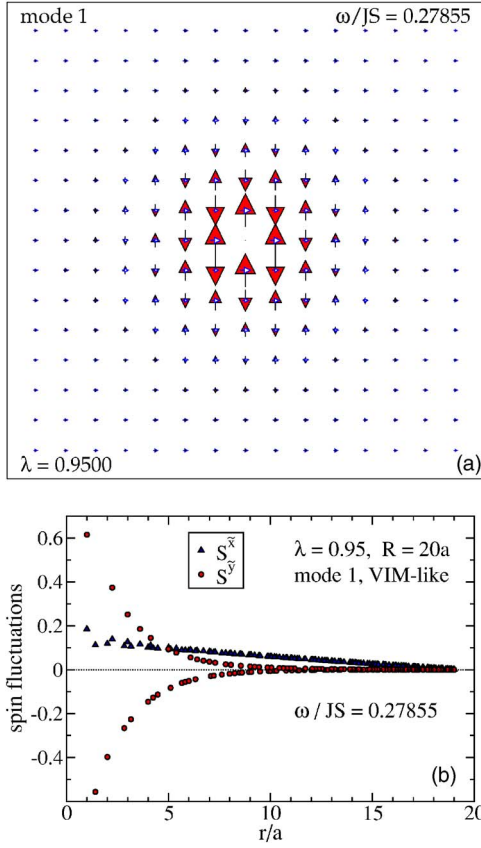 mode 1 ω/JS = 0.27855
λ = 0.9500 (a)
0.6
0.4
0.2
0
-0.2
-0.4
spin fluctuations
S^x̃
S^ỹ
λ = 0.95, R = 20a
mode 1, VIM-like
ω / JS = 0.27855
(b)
0 5 10 15 20
r/a